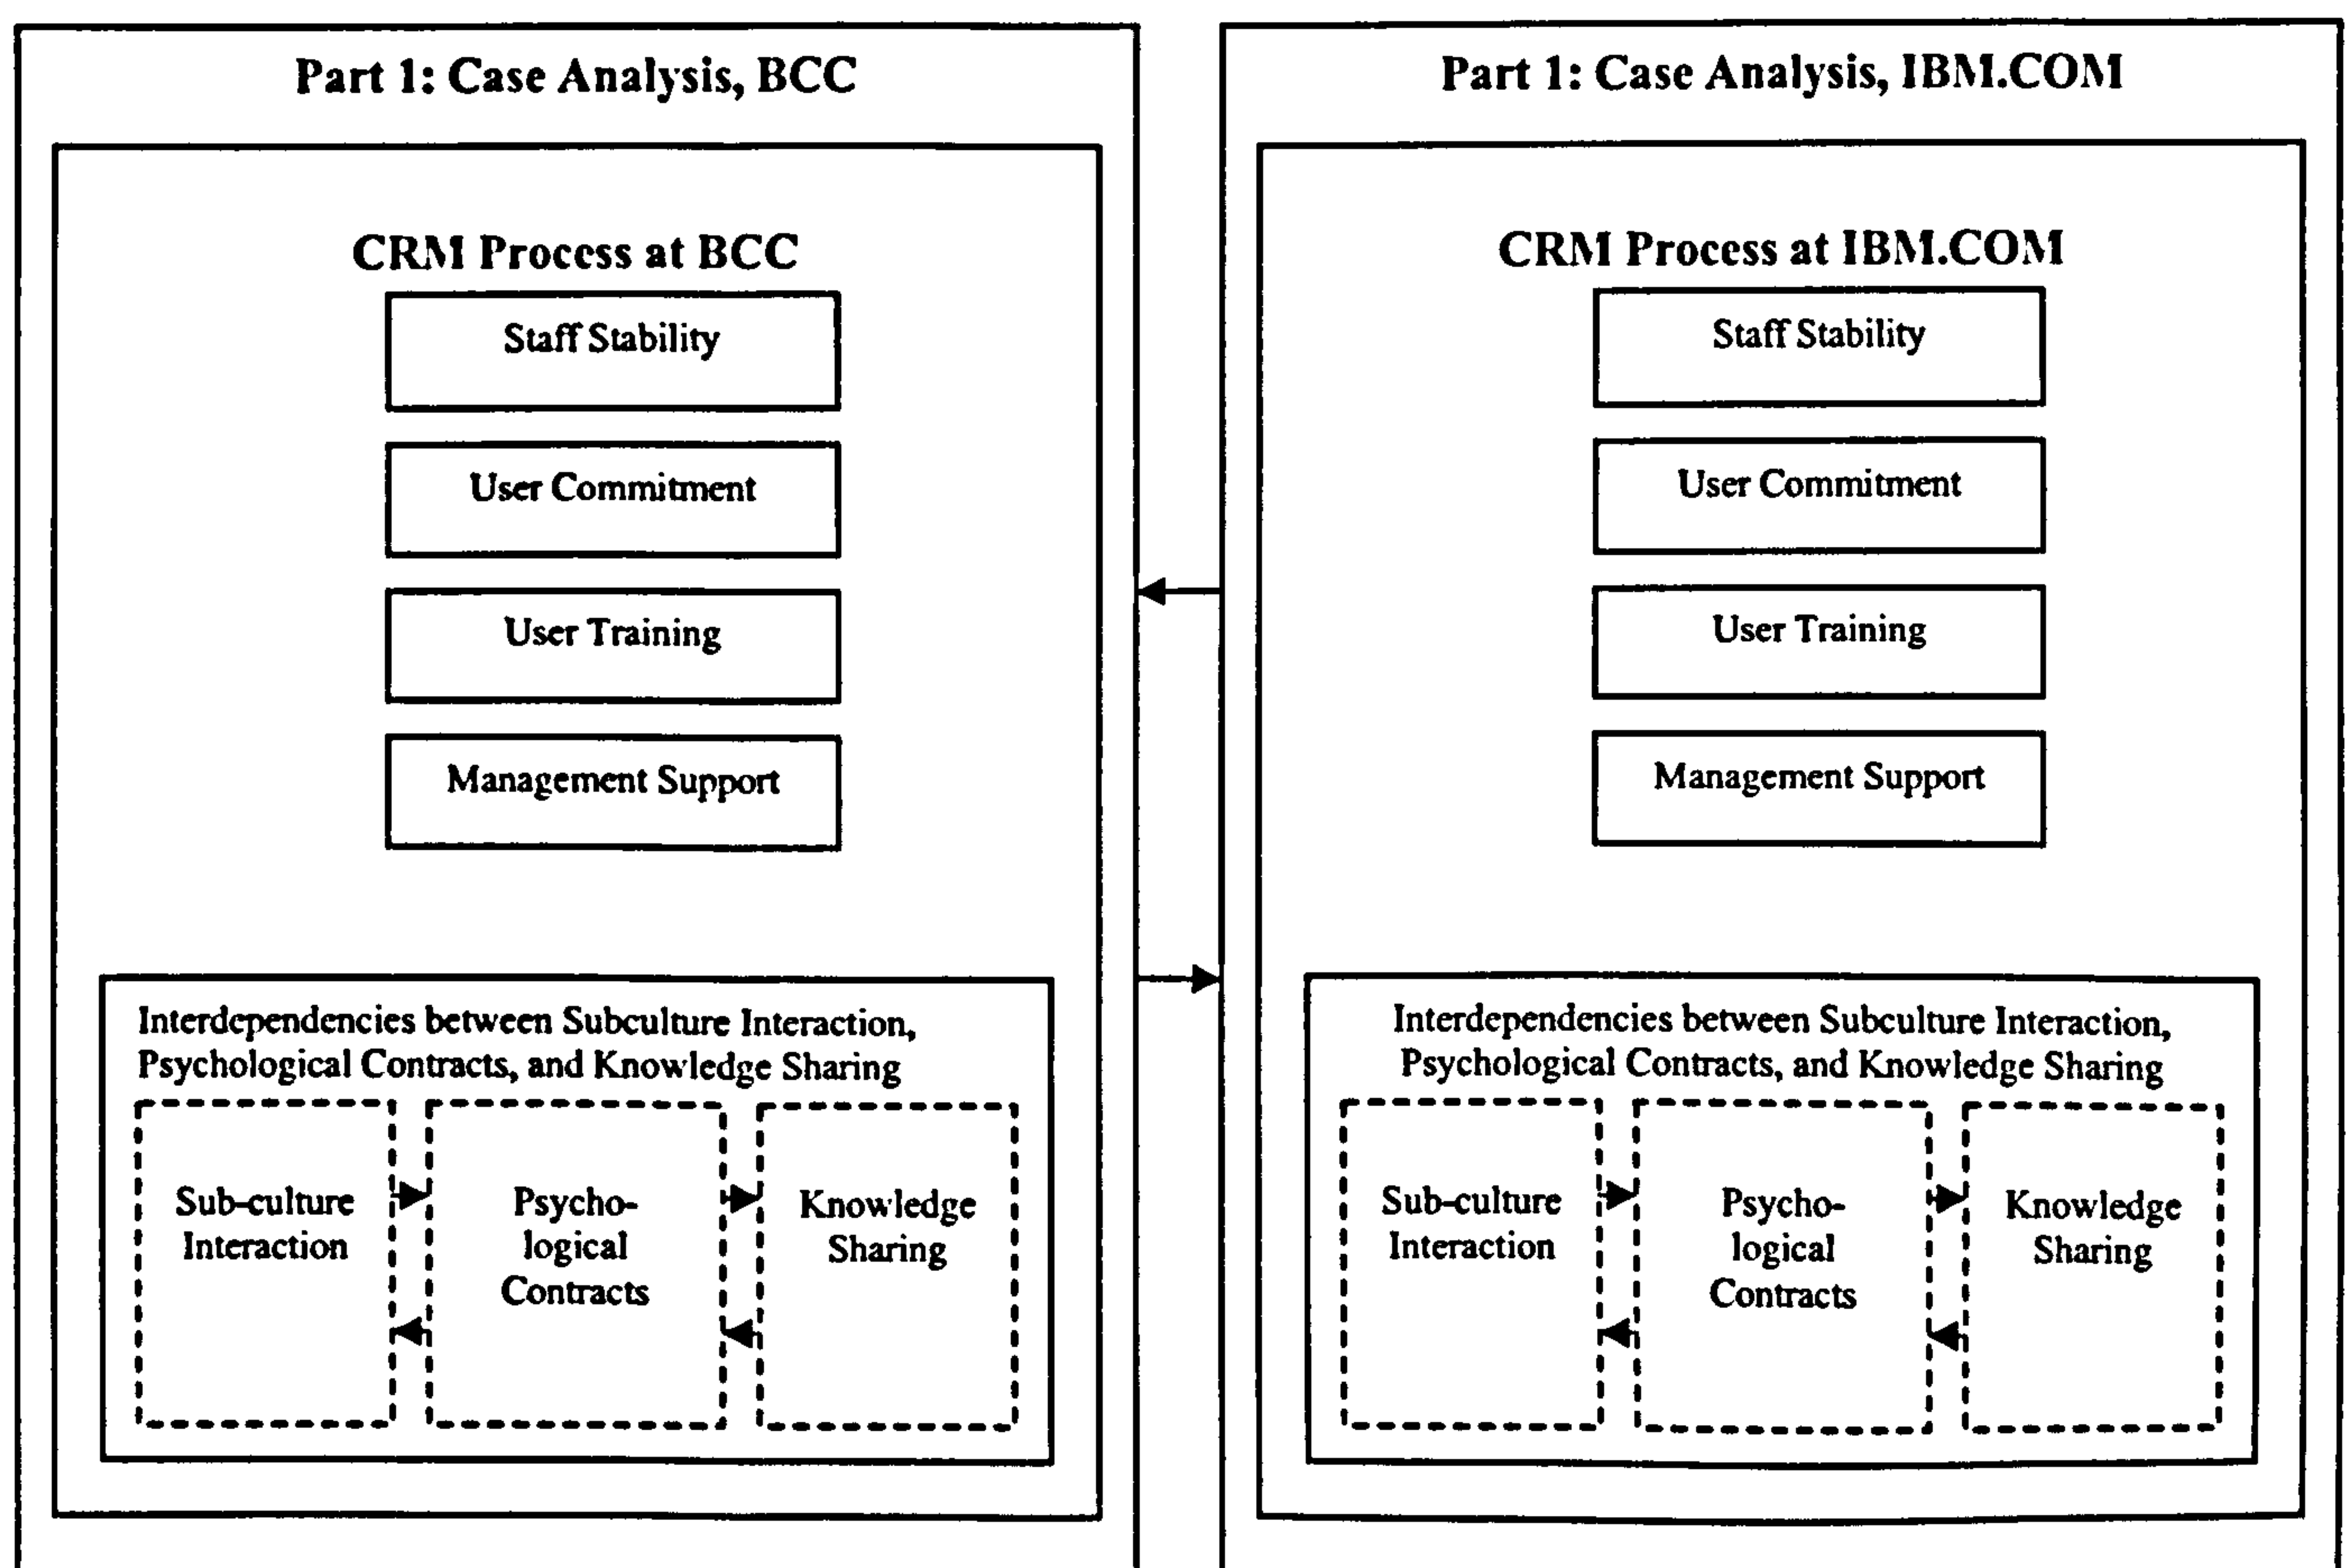 Part 1: Case Analysis, BCC
CRM Process at BCC
Staff Stability
User Commitment
User Training
Management Support
Interdependencies between Subculture Interaction,
Psychological Contracts, and Knowledge Sharing
Sub-culture
Interaction
Psycho-
logical
Contracts
Knowledge
Sharing
Part 1: Case Analysis, IBM.COM
CRM Process at IBM.COM
Staff Stability
User Commitment
User Training
Management Support
Interdependencies between Subculture Interaction,
Psychological Contracts, and Knowledge Sharing
Sub-culture
Interaction
Psycho-
logical
Contracts
Knowledge
Sharing